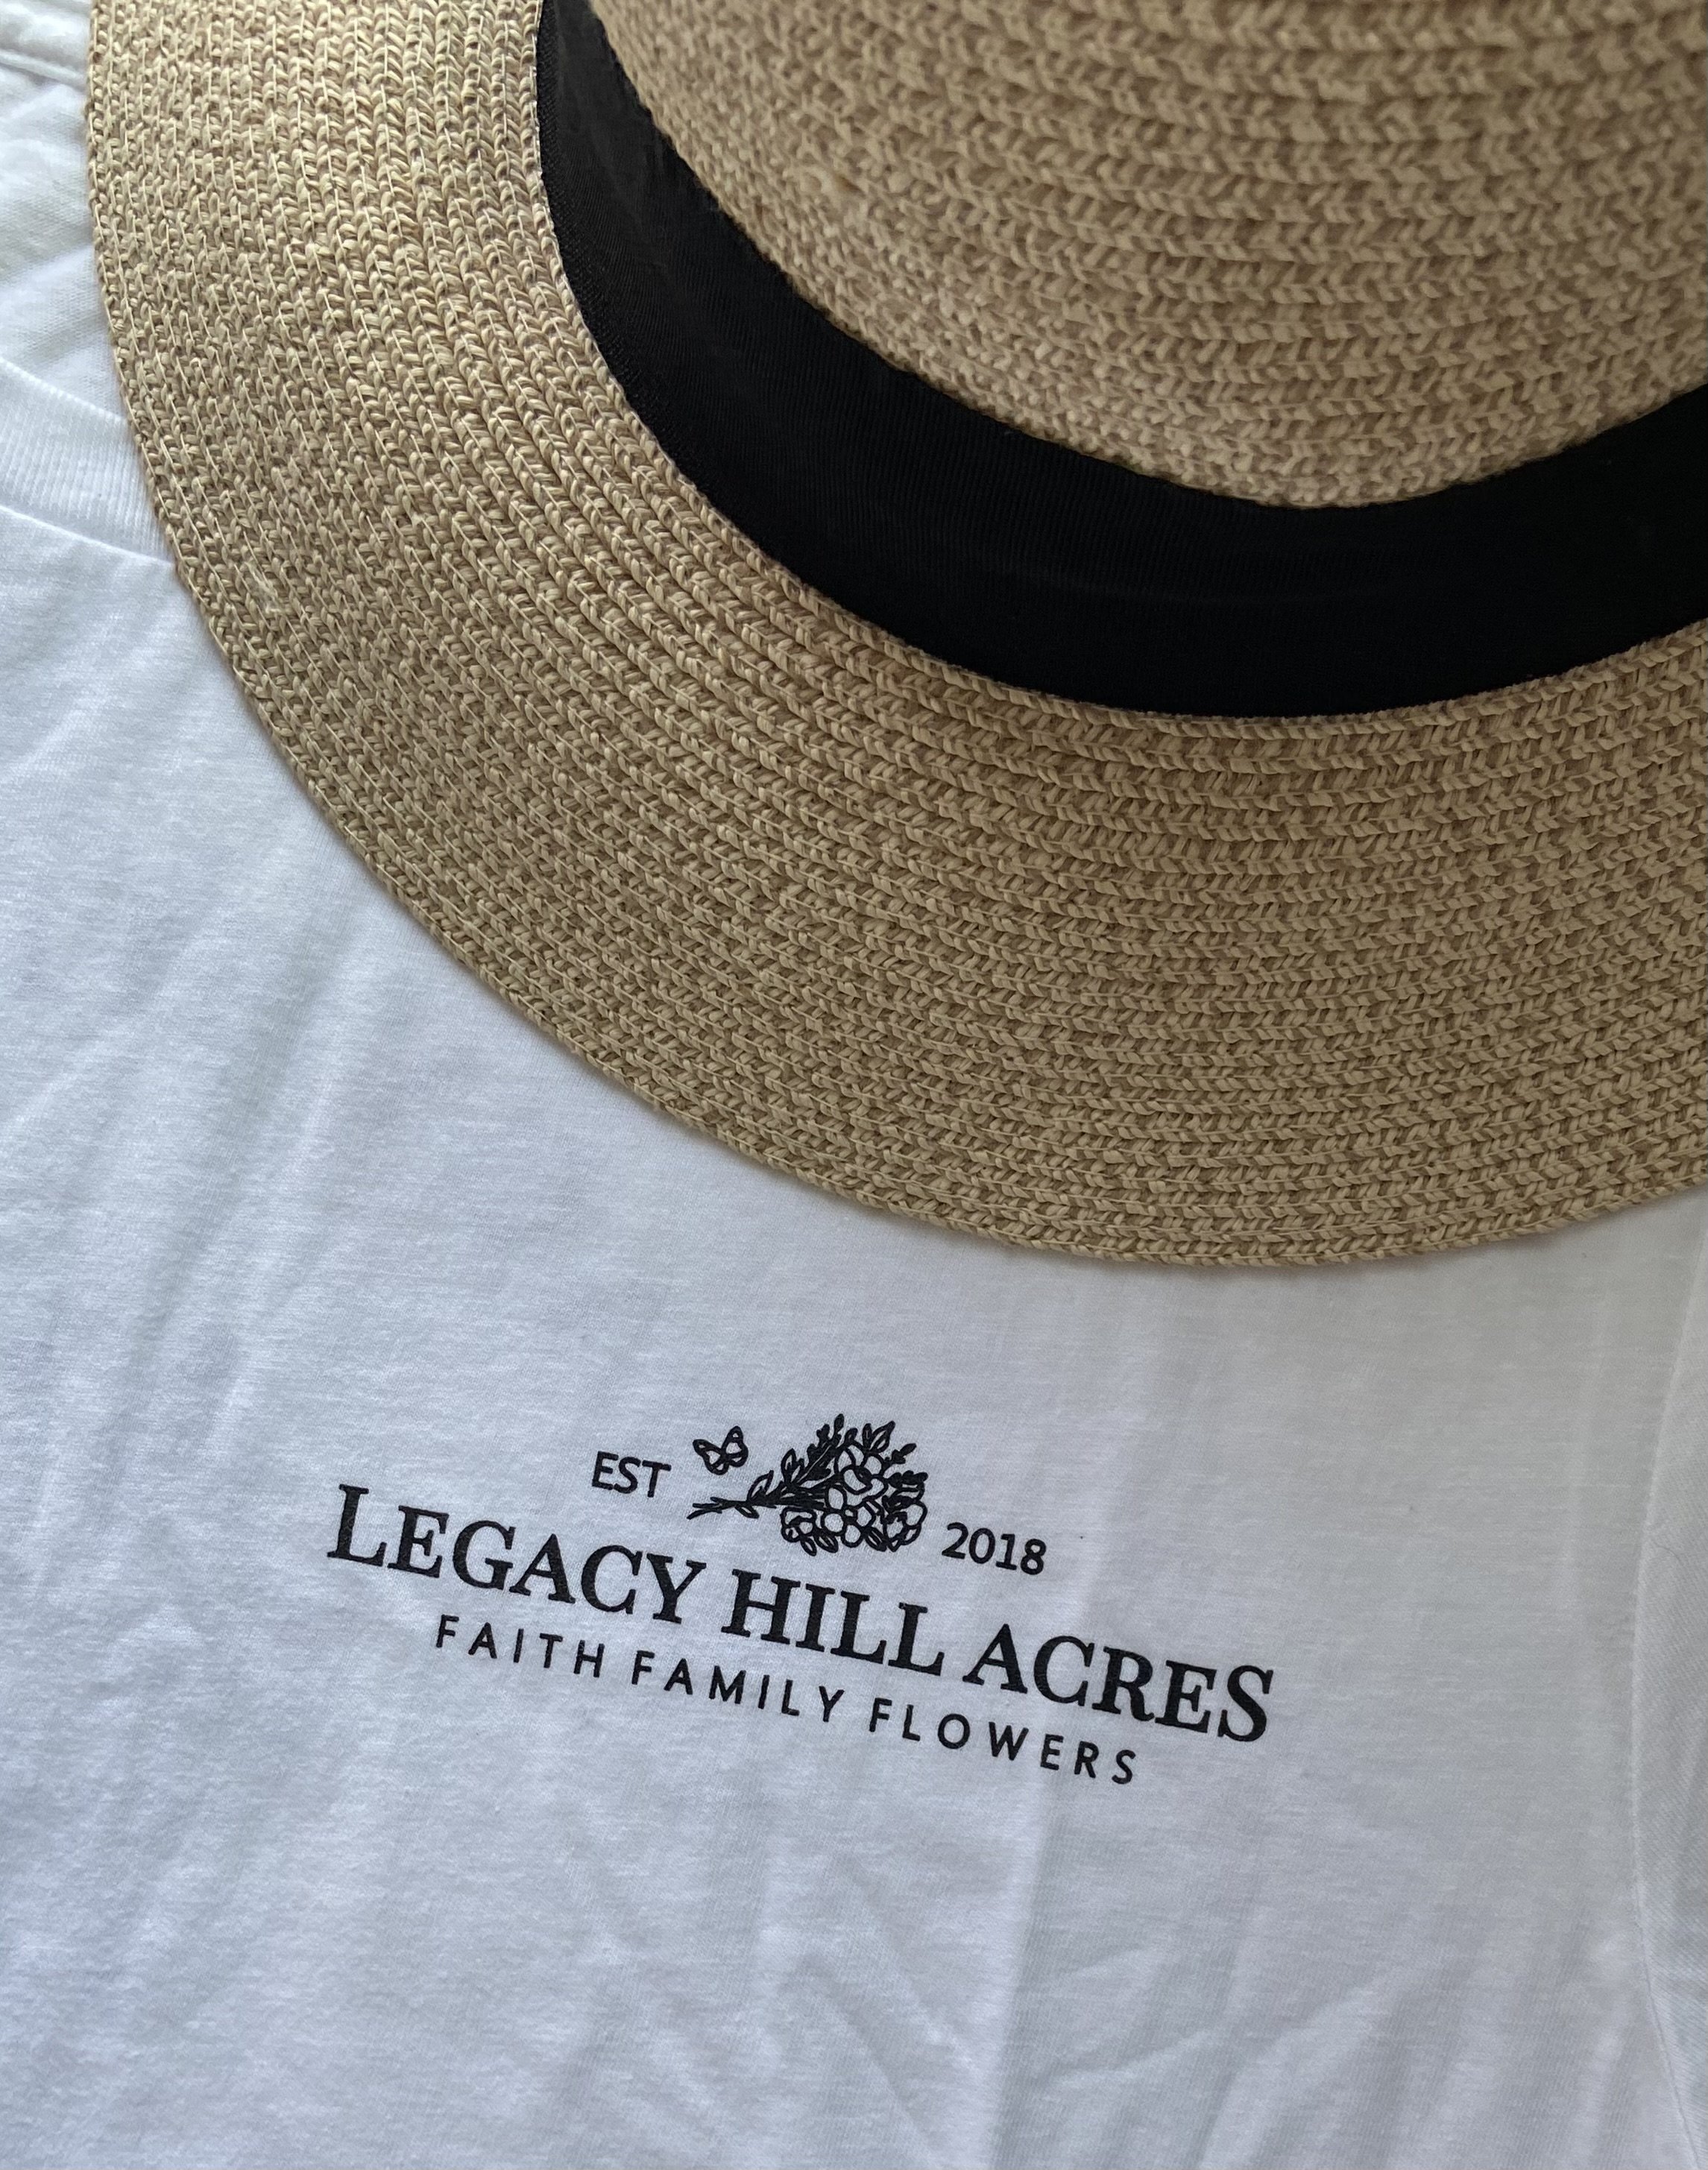 EST 2018
LEGACY HILL ACRES
FAITH FAMILY FLOWERS